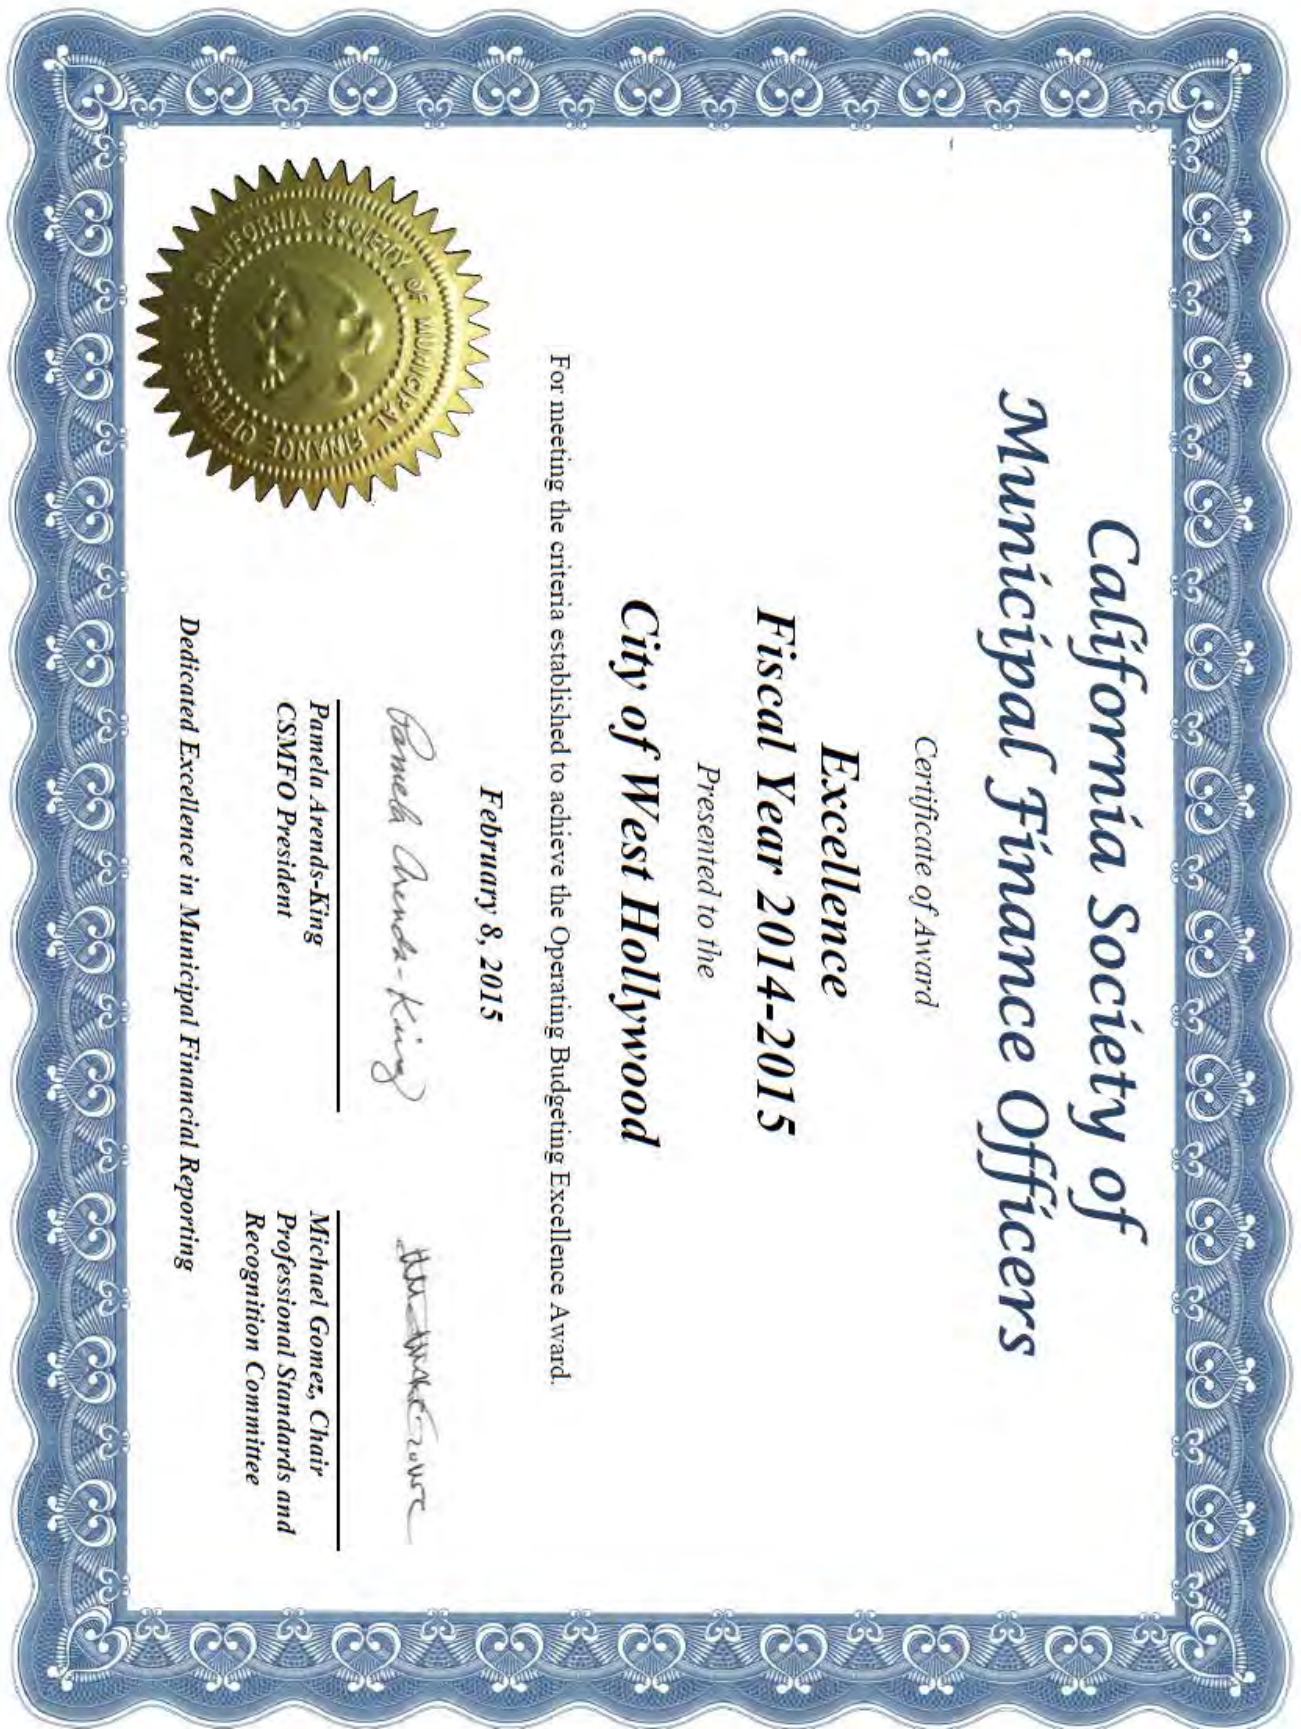 California Society of
Municipal Finance Officers
Certificate of Award
Excellence
Fiscal Year 2014-2015
Presented to the
City of West Hollywood
For meeting the criteria established to achieve the Operating Budgeting Excellence Award.
February 8, 2015
Pamela Arends-King
Pamela Arends-King
CSMFO President
Michael Gomez, Chair
Professional Standards and
Recognition Committee
Dedicated Excellence in Municipal Financial Reporting
CALIFORNIA SOCIETY OF MUNICIPAL FINANCE OFFICERS